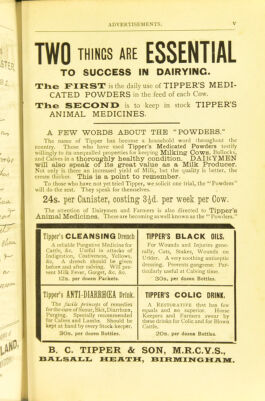 ADVERTISEMENTS. v
TWO THINGS ARE ESSENTIAL
TO SUCCESS IN DAIRYING.
The FIRST is the daily use of TIPPER'S MEDI-
CATED POWDERS in the feed of each Cow.
The SECOND is to keep in stock TIPPER'S
ANIMAL MEDICINES.
A FEW WORDS ABOUT THE "POWDERS."
The name of Tipper has become a household word throughout the
country. Those who have used Tipper's Medicated Powders testify
willingly to its unequalled properties for keeping Milking Cows, Bullocks,
and Calves in a thoroughly healthy condition. DAIRYMEN
will also speak of its great value as a Milk Producer.
Not only is there an increased yield of Milk, but the quality is better, the
cream thicker. This is a point to remember.
To those who have not yet tried Tipper, we solicit one trial, the "Powders"
will do the rest. They speak for themselves.
24s. per Canister, costing 3½d. per week per Cow.
The attention of Dairymen and Farmers is also directed to Tipper's
Animal Medicines. These are becoming as well known as the "Powders."
Tipper's CLEANSING Drench
A reliable Purgative Medicine for
Cattle, &c. Useful in attacks of
Indigestion, Costiveness, Yellows,
&c. A drench should be given
before and after calving. Will pre-
vent Milk Fever, Garget, &c., &c.
12s. per dozen Packets.
TIPPER'S BLACK OILS.
For Wounds and Injuries gene-
rally, Cuts, Stakes, Wounds on
Udder. A very soothing antiseptic
dressing. Prevents gangrene. Par-
ticularly useful at Calving time.
30s. per dozen Bottles.
Tipper's ANTI-DIARRHŒA Drink.
The facile princeps of remedies
for the cure of Scour, Skit, Diarrhœa,
Purging. Specially recommended
for Calves and Lambs. Should be
kept at hand by every Stock-keeper.
30s. per dozen Bottles.
TIPPER'S COLIC DRINK.
A RESTORATIVE that has few
equals and no superior. Horse
Keepers and Farmers swear by
these drinks for Colic and for Blown
Cattle.
20s. per dozen Bottles.
B. C. TIPPER & SON, M.R.C.V.S.,
BALSALL HEATH, BIRMINGHAM.
LAND.